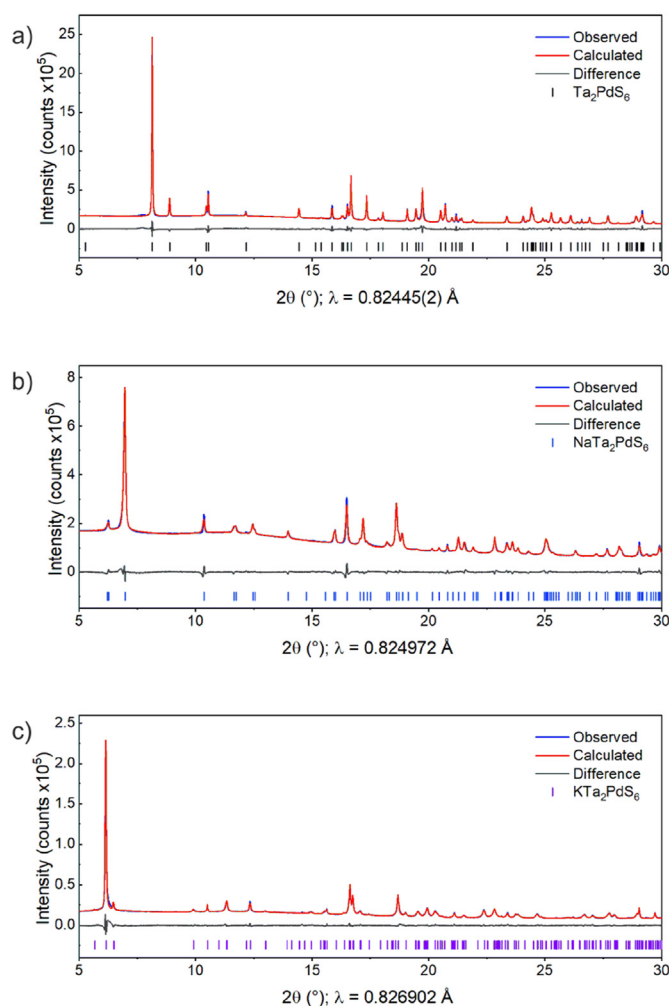 a)
25
20
15
10
5
0
Intensity (counts x10⁵)
Observed
Calculated
Difference
Ta₂PdS₆
5 10 15 20 25 30
2θ (°); λ = 0.82445(2) Å
b)
8
6
4
2
0
Intensity (counts x10⁵)
Observed
Calculated
Difference
NaTa₂PdS₆
5 10 15 20 25 30
2θ (°); λ = 0.824972 Å
c)
2.5
2.0
1.5
1.0
0.5
0.0
Intensity (counts x10⁵)
Observed
Calculated
Difference
KTa₂PdS₆
5 10 15 20 25 30
2θ (°); λ = 0.826902 Å